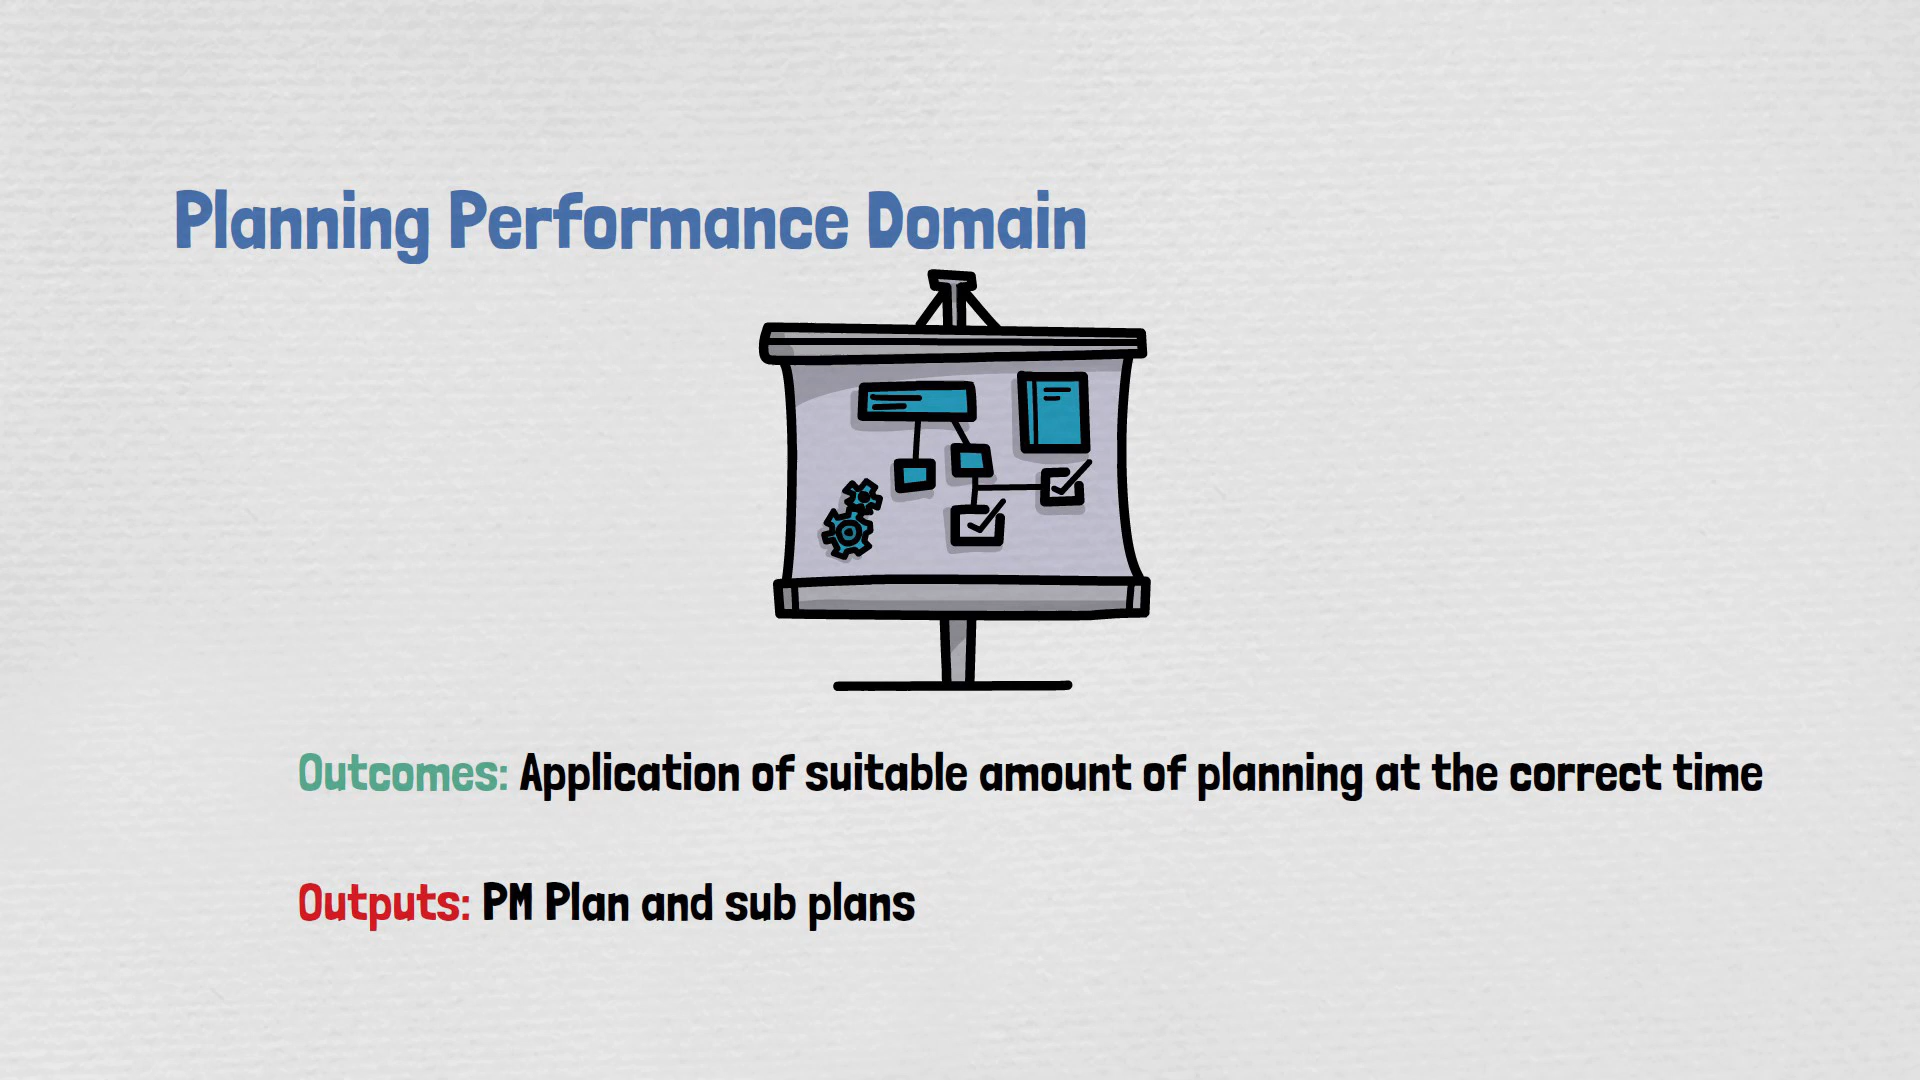 Planning Performance Domain
Outcomes: Application of suitable amount of planning at the correct time
Outputs: PM Plan and sub plans